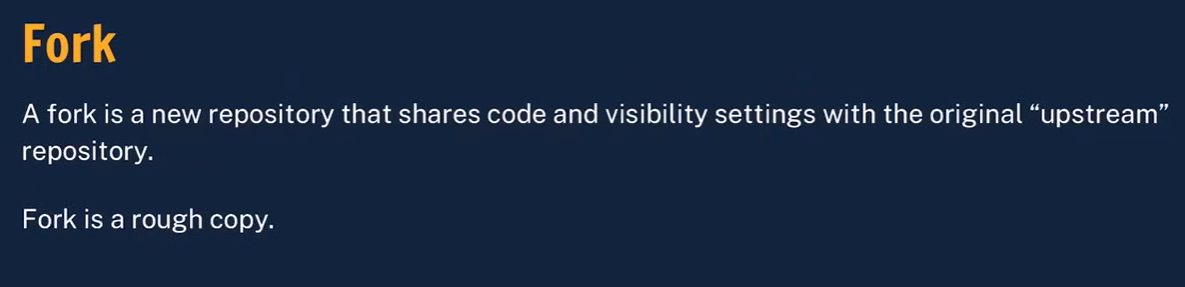 Fork
A fork is a new repository that shares code and visibility settings with the original “upstream”
repository.
Fork is a rough copy.